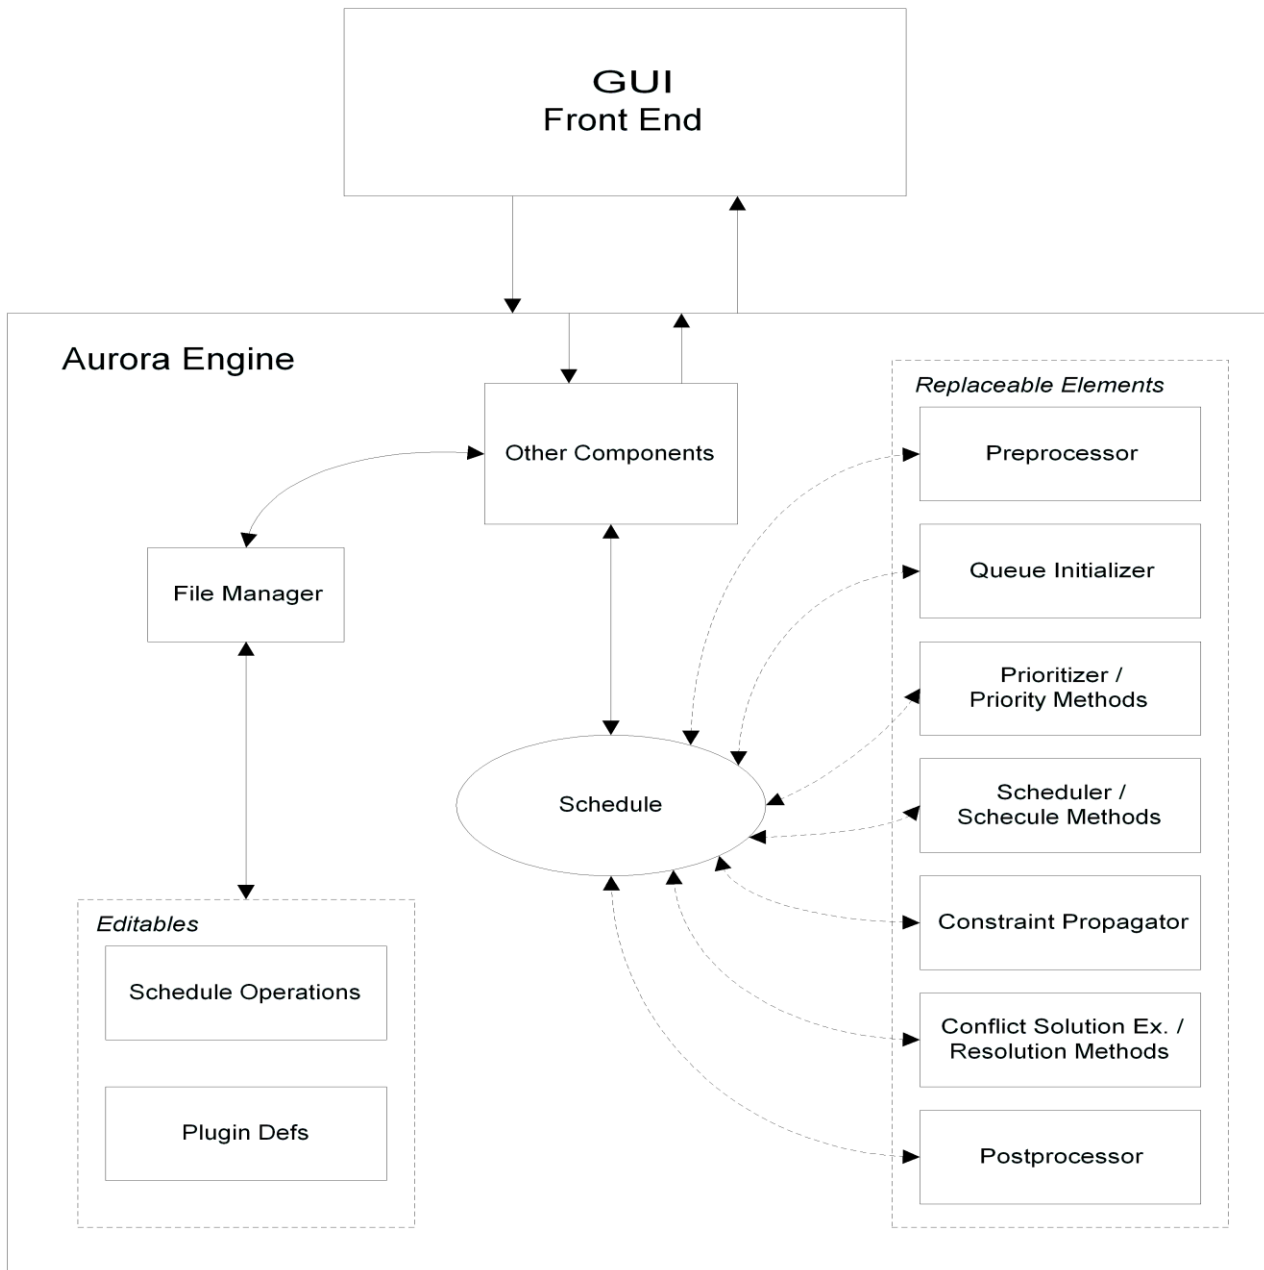 GUI
Front End
Aurora Engine
Replaceable Elements
Other Components
Preprocessor
Queue Initializer
File Manager
Prioritizer /
Priority Methods
Schedule
Scheduler /
Schecule Methods
Editables
Constraint Propagator
Schedule Operations
Conflict Solution Ex. /
Resolution Methods
Plugin Defs
Postprocessor